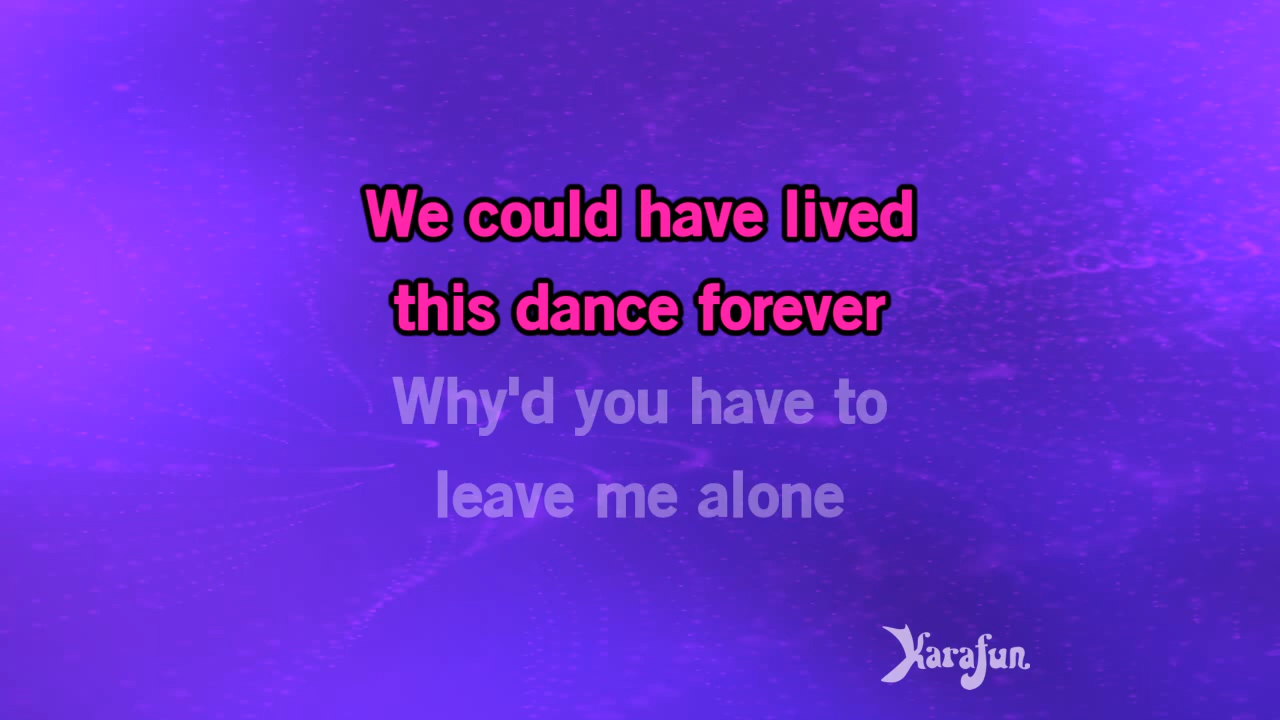 We could have lived
this dance forever
Why'd you have to
leave me alone
Karafun